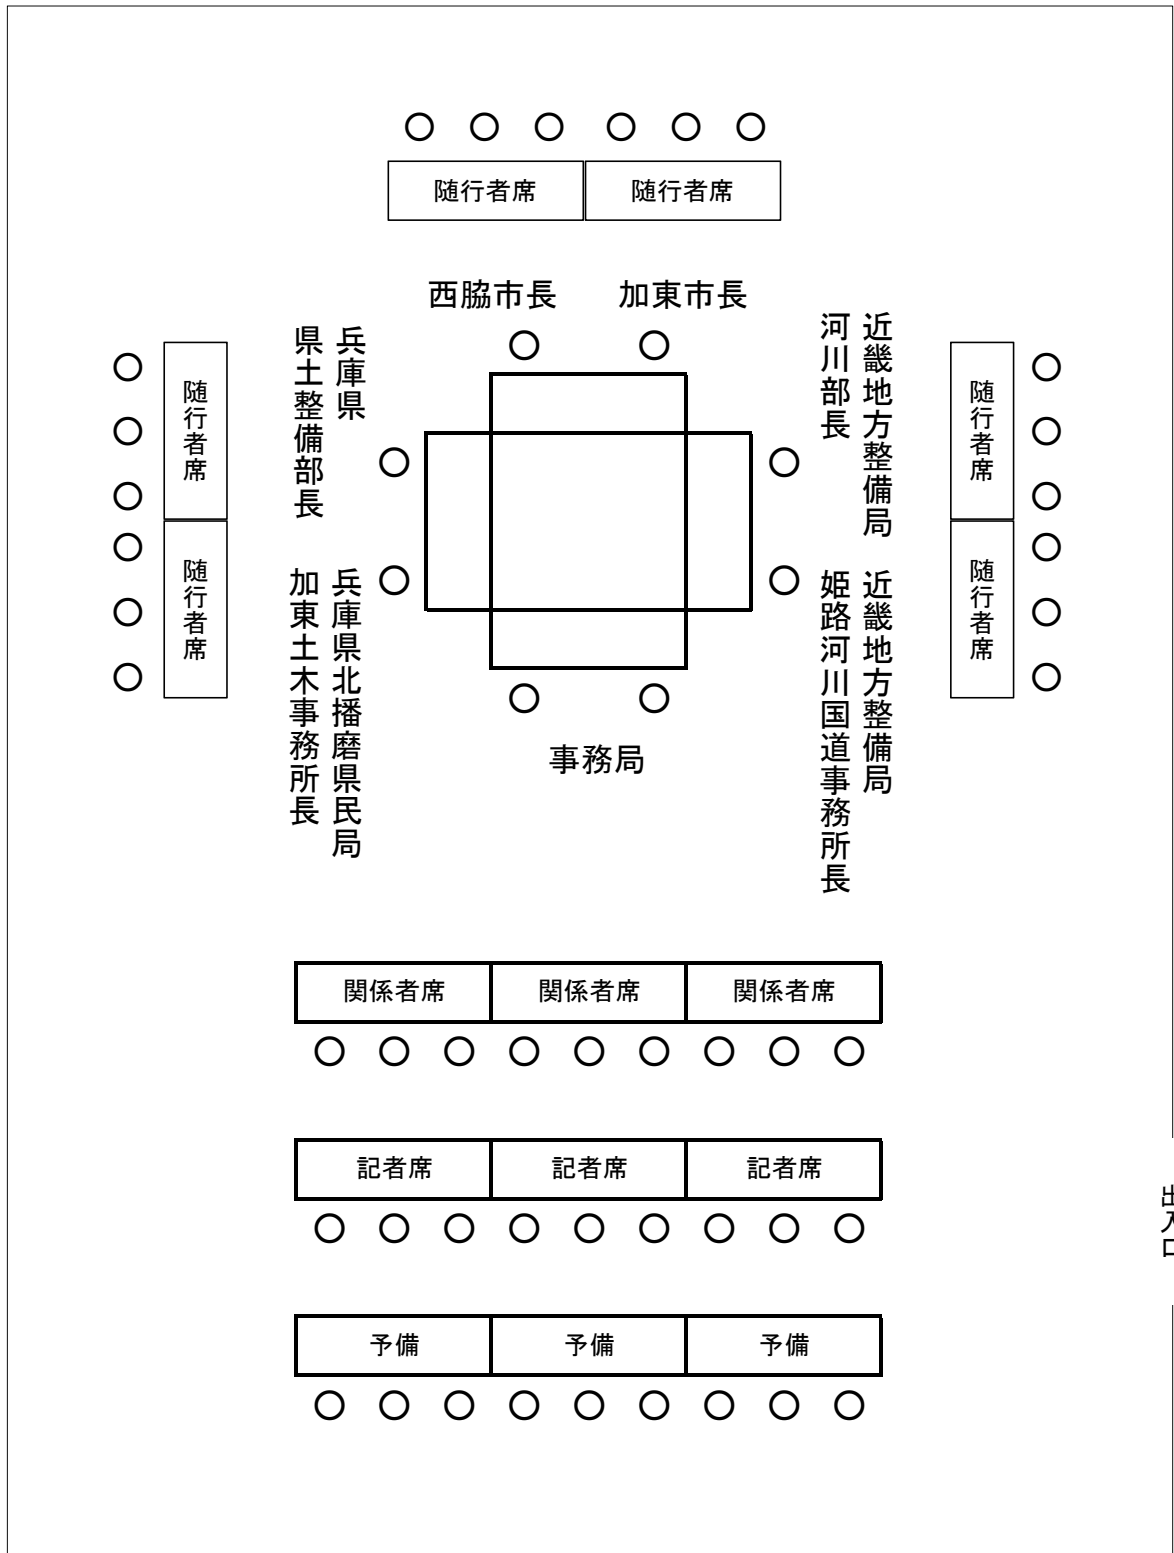 随行者席 随行者席
西脇市長 加東市長
兵庫県
県土整備部長
近畿地方整備局
河川部長
随行者席
随行者席
随行者席
随行者席
兵庫県北播磨県民局
加東土木事務所長
近畿地方整備局
姫路河川国道事務所長
事務局
関係者席 関係者席 関係者席
記者席 記者席 記者席
出入口
予備 予備 予備